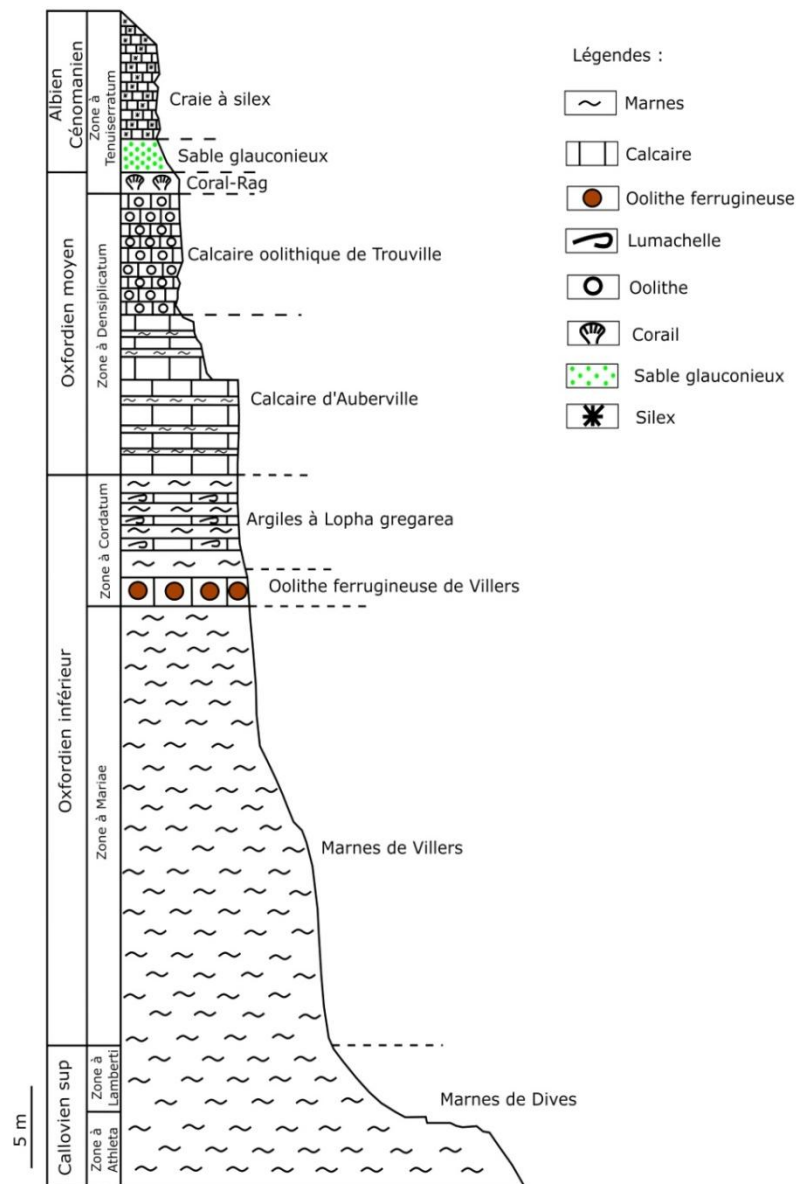 Albien
Cénomanien
Zone à
Tenuiserratum
Craie à silex
Sable glauconieux
Coral-Rag
Oxfordien moyen
Zone à Densiplicatum
Calcaire oolithique de Trouville
Calcaire d'Auberville
Oxfordien inférieur
Zone à Cordatum
Argiles à Lopha gregarea
Oolithe ferrugineuse de Villers
Zone à Mariae
Marnes de Villers
Callovien sup
Zone à
Lamberti
Marnes de Dives
Zone à
Athleta
5 m
Légendes :
Marnes
Calcaire
Oolithe ferrugineuse
Lumachelle
Oolithe
Corail
Sable glauconieux
Silex